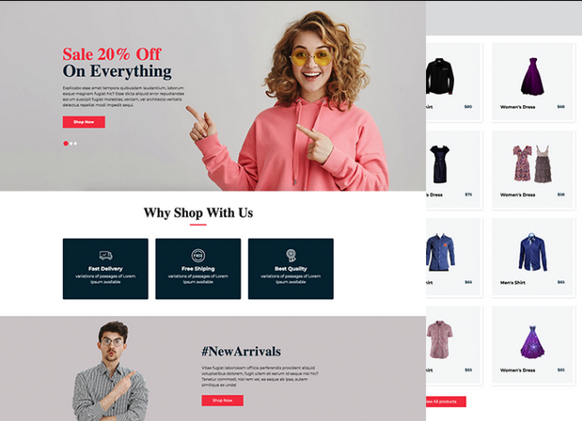 Sale 20% Off
On Everything
Explicabo esse amet tempora quibusdam laudantium, laborum
eaque magnam fugiat hic? Esse dicta aliquid error repudiandae
earum suscipit fugiat molestias, veniam, vel architecto veritatis
delectus repellat modi impedit sequi.
Shop Now
Why Shop With Us
Fast Delivery
variations of passages of Lorem
Ipsum available
Free Shiping
variations of passages of Lorem
Ipsum available
Best Quality
variations of passages of Lorem
Ipsum available
#NewArrivals
Vitae fugiat laboriosam officia perferendis provident aliquid
voluptatibus dolorem, fugit ullam sit earum id eaque nisi hic?
Tenetur commodi, nisi rem vel, ea eaque ab ipsa, autem
similique ex unde!
Shop Now
irt $80
Women's Dress $68
s Dress $75
Women's Dress $58
irt $65
Men's Shirt $65
irt $65
Women's Dress $65
View All products